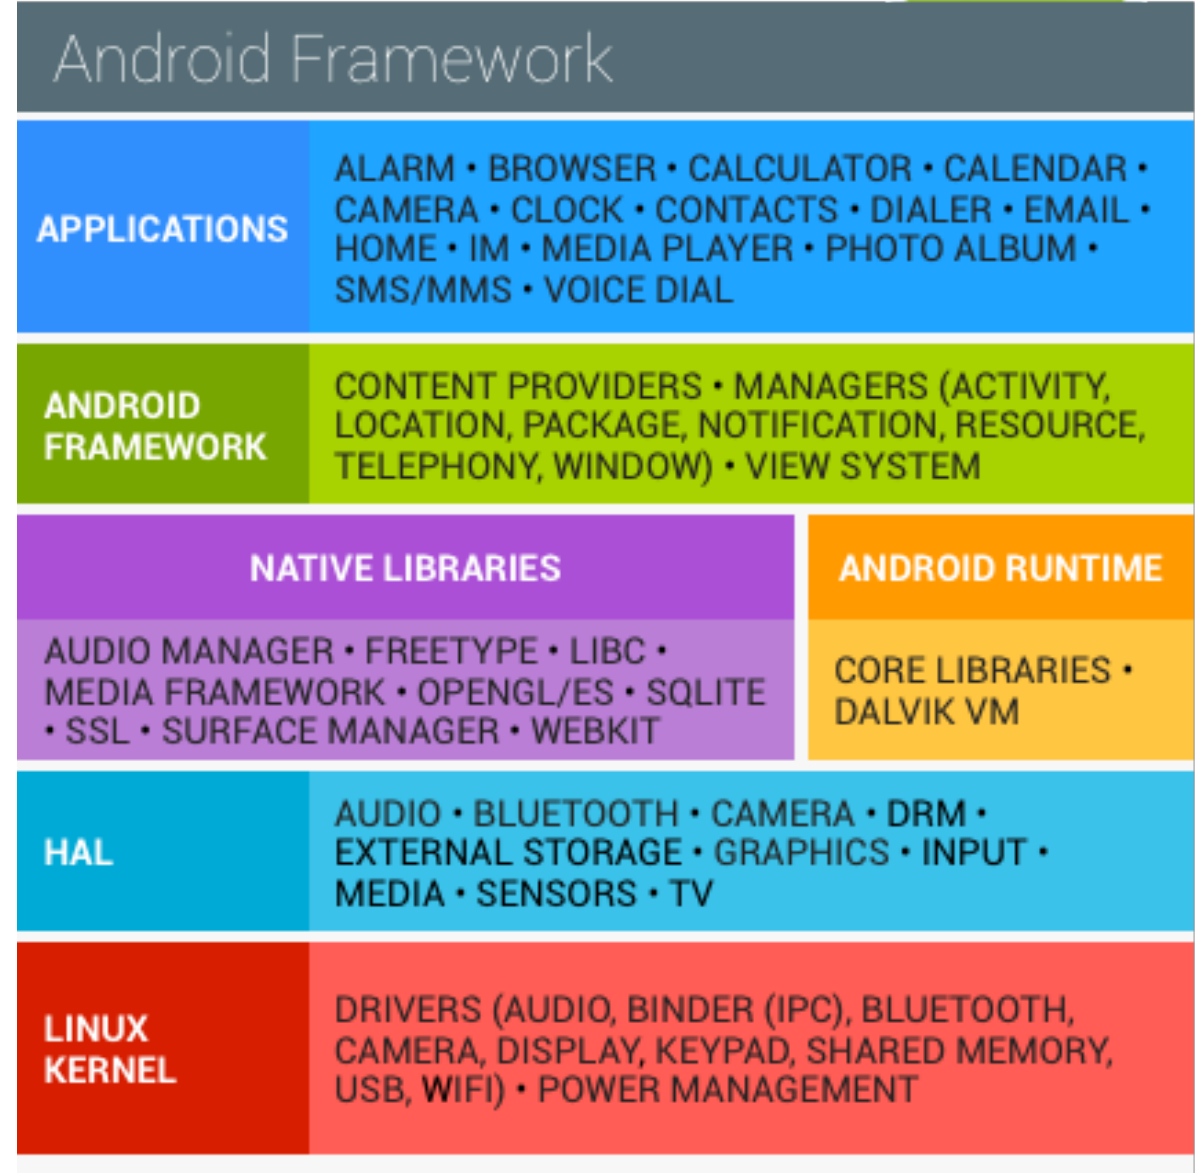 Android Framework
APPLICATIONS
ALARM • BROWSER • CALCULATOR • CALENDAR •
CAMERA • CLOCK • CONTACTS • DIALER • EMAIL •
HOME • IM • MEDIA PLAYER • PHOTO ALBUM •
SMS/MMS • VOICE DIAL
ANDROID
FRAMEWORK
CONTENT PROVIDERS • MANAGERS (ACTIVITY,
LOCATION, PACKAGE, NOTIFICATION, RESOURCE,
TELEPHONY, WINDOW) • VIEW SYSTEM
NATIVE LIBRARIES
AUDIO MANAGER • FREETYPE • LIBC •
MEDIA FRAMEWORK • OPENGL/ES • SQLITE
• SSL • SURFACE MANAGER • WEBKIT
ANDROID RUNTIME
CORE LIBRARIES •
DALVIK VM
HAL
AUDIO • BLUETOOTH • CAMERA • DRM •
EXTERNAL STORAGE • GRAPHICS • INPUT •
MEDIA • SENSORS • TV
LINUX
KERNEL
DRIVERS (AUDIO, BINDER (IPC), BLUETOOTH,
CAMERA, DISPLAY, KEYPAD, SHARED MEMORY,
USB, WIFI) • POWER MANAGEMENT